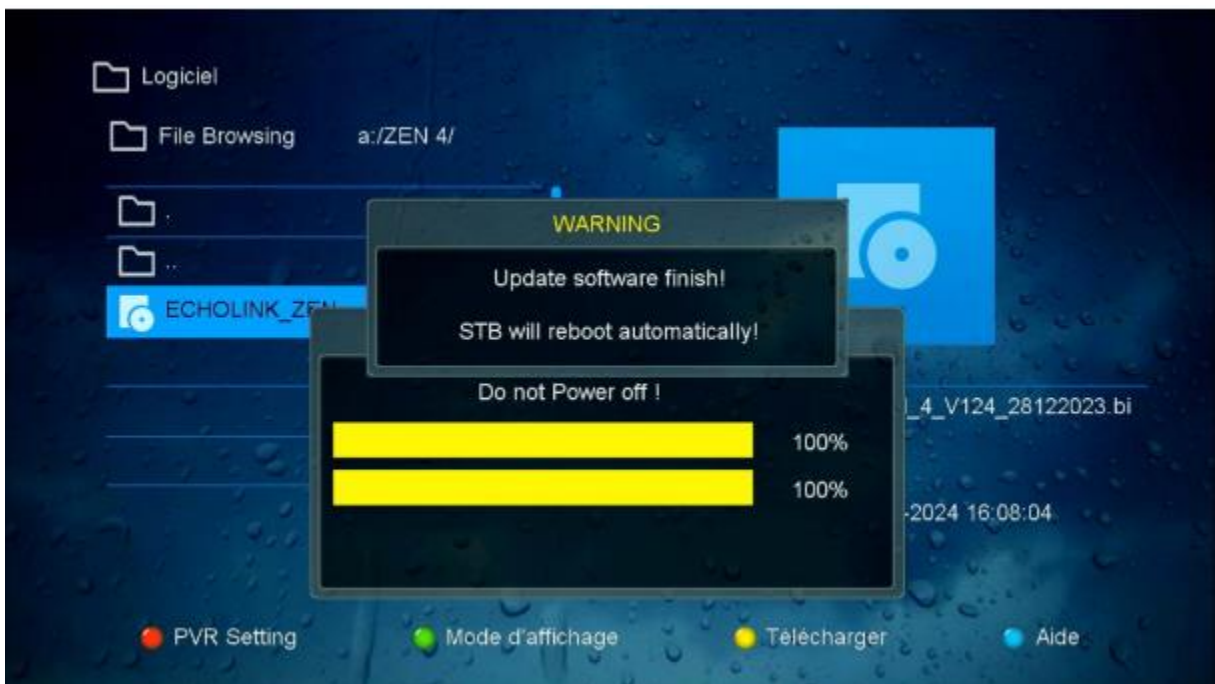 Logiciel
File Browsing a:/ZEN 4/
.
..
ECHOLINK_ZEN
WARNING
Update software finish!
STB will reboot automatically!
Do not Power off !
100%
100%
_4_V124_28122023.bi
-2024 16:08:04
PVR Setting Mode d'affichage Télécharger Aide